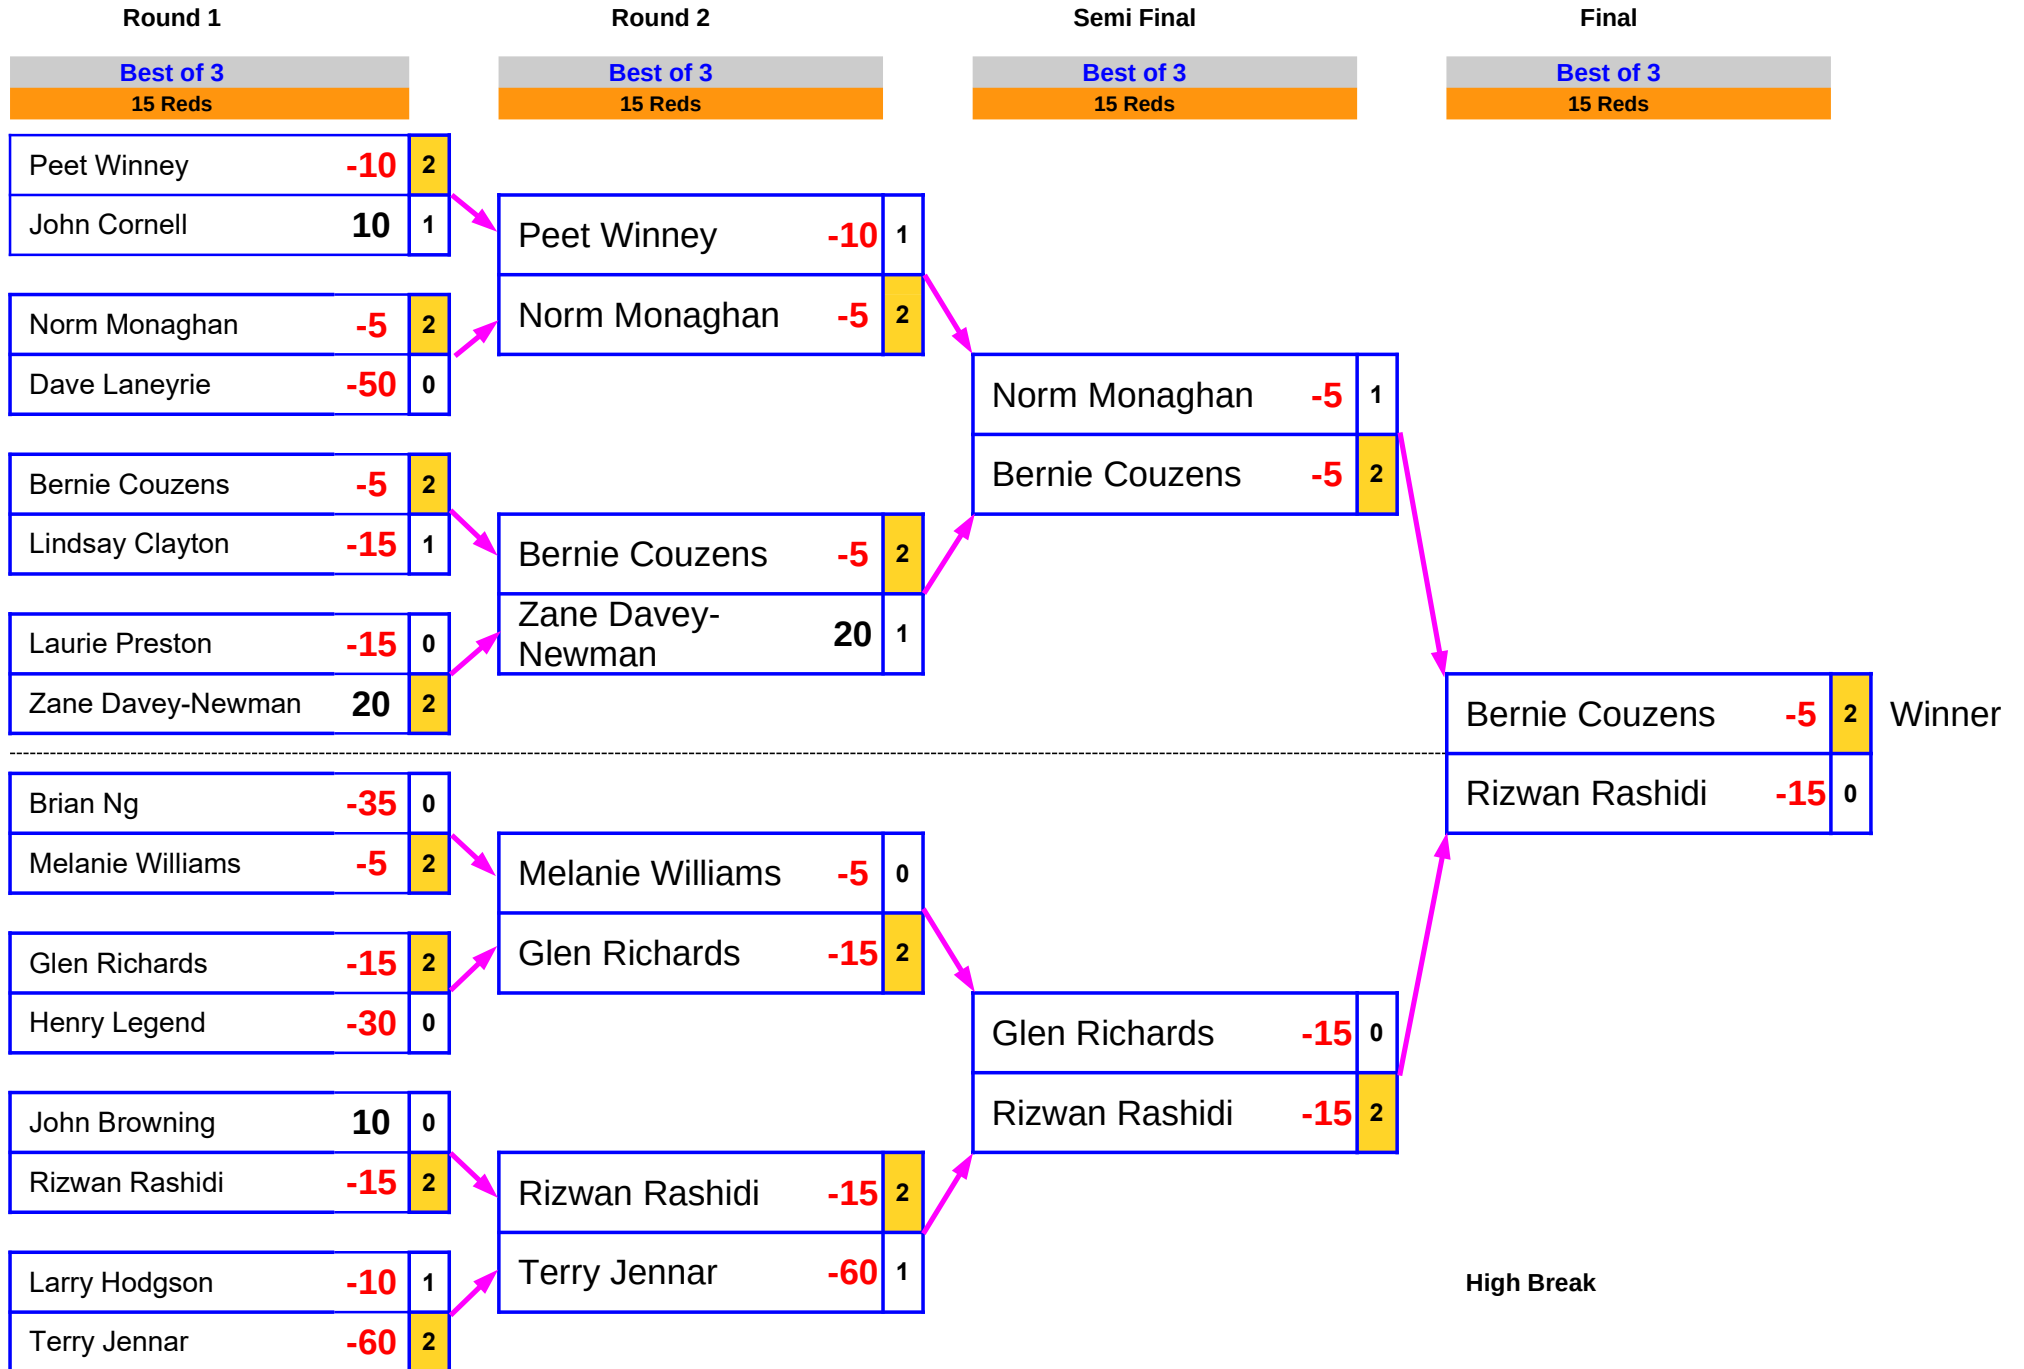 Round 1 Round 2 Semi Final Final
Best of 3 Best of 3 Best of 3 Best of 3
15 Reds 15 Reds 15 Reds 15 Reds
Peet Winney -10 2
John Cornell 10 1
Norm Monaghan -5 2
Dave Laneyrie -50 0
Bernie Couzens -5 2
Lindsay Clayton -15 1
Laurie Preston -15 0
Zane Davey-Newman 20 2
Brian Ng -35 0
Melanie Williams -5 2
Glen Richards -15 2
Henry Legend -30 0
John Browning 10 0
Rizwan Rashidi -15 2
Larry Hodgson -10 1
Terry Jennar -60 2
Peet Winney -10 1
Norm Monaghan -5 2
Bernie Couzens -5 2
Zane Davey-
Newman 20 1
Melanie Williams -5 0
Glen Richards -15 2
Rizwan Rashidi -15 2
Terry Jennar -60 1
Norm Monaghan -5 1
Bernie Couzens -5 2
Glen Richards -15 0
Rizwan Rashidi -15 2
Bernie Couzens -5 2 Winner
Rizwan Rashidi -15 0
High Break